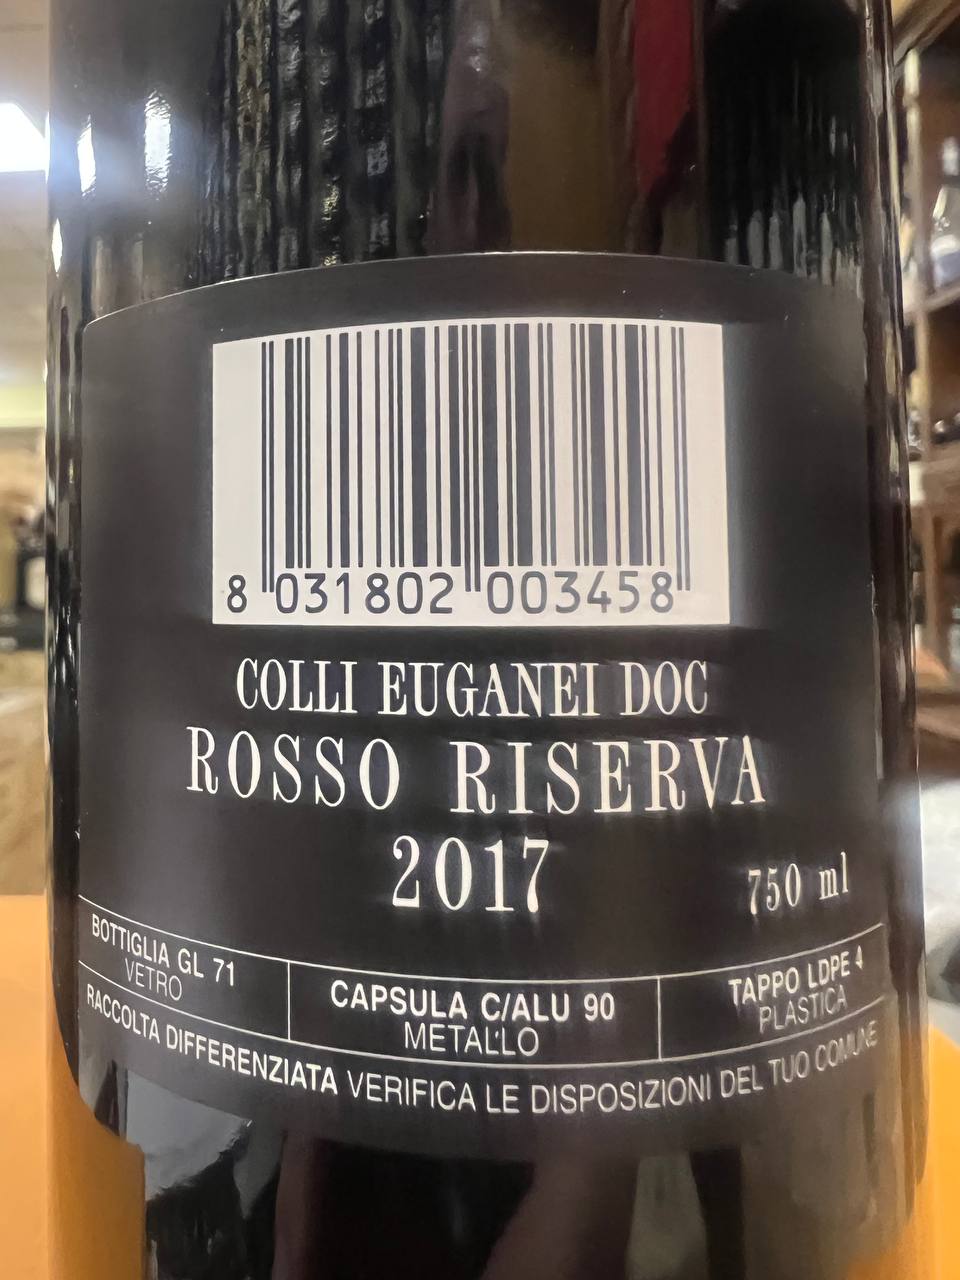 8 031802 003458
COLLI EUGANEI DOC
ROSSO RISERVA
2017
750 ml
BOTTIGLIA GL 71
VETRO
CAPSULA C/ALU 90
METALLO
TAPPO LDPE 4
PLASTICA
RACCOLTA DIFFERENZIATA VERIFICA LE DISPOSIZIONI DEL TUO COMUNE